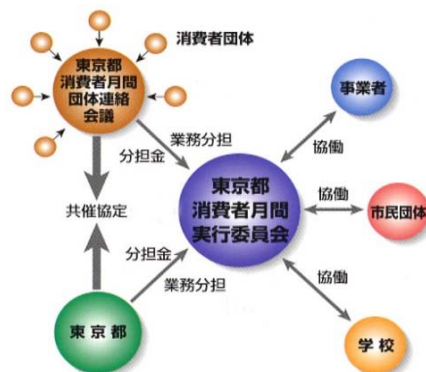 消費者団体
東京都
消費者月間
団体連絡
会議
事業者
業務分担
分担金
協働
東京都
消費者月間
実行委員会
共催協定
協働
市民団体
分担金
業務分担
協働
東京都
学校